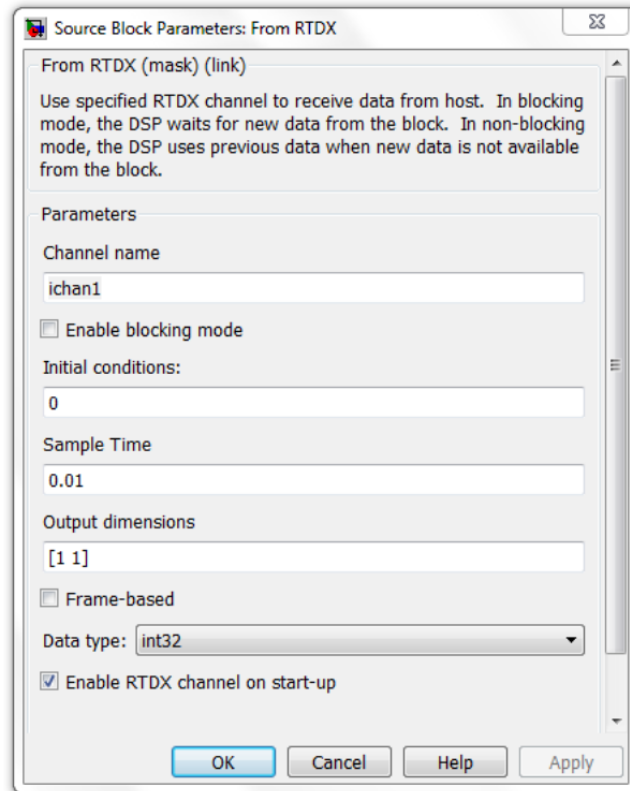 Source Block Parameters: From RTDX
From RTDX (mask) (link)
Use specified RTDX channel to receive data from host.  In blocking
mode, the DSP waits for new data from the block.  In non-blocking
mode, the DSP uses previous data when new data is not available
from the block.
Parameters
Channel name
ichan1
Enable blocking mode
Initial conditions:
0
Sample Time
0.01
Output dimensions
[1 1]
Frame-based
Data type: int32
Enable RTDX channel on start-up
OK Cancel Help Apply